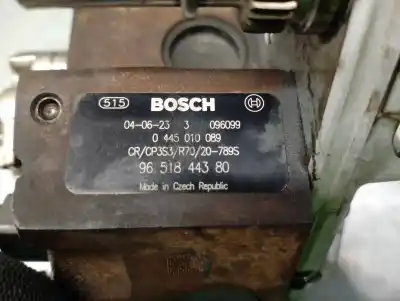 515 BOSCH
04-06-23 3 096099
0 445 010 089
CR/CP3S3/R70/20-789S
96 518 443 80
Made in Czech Republic